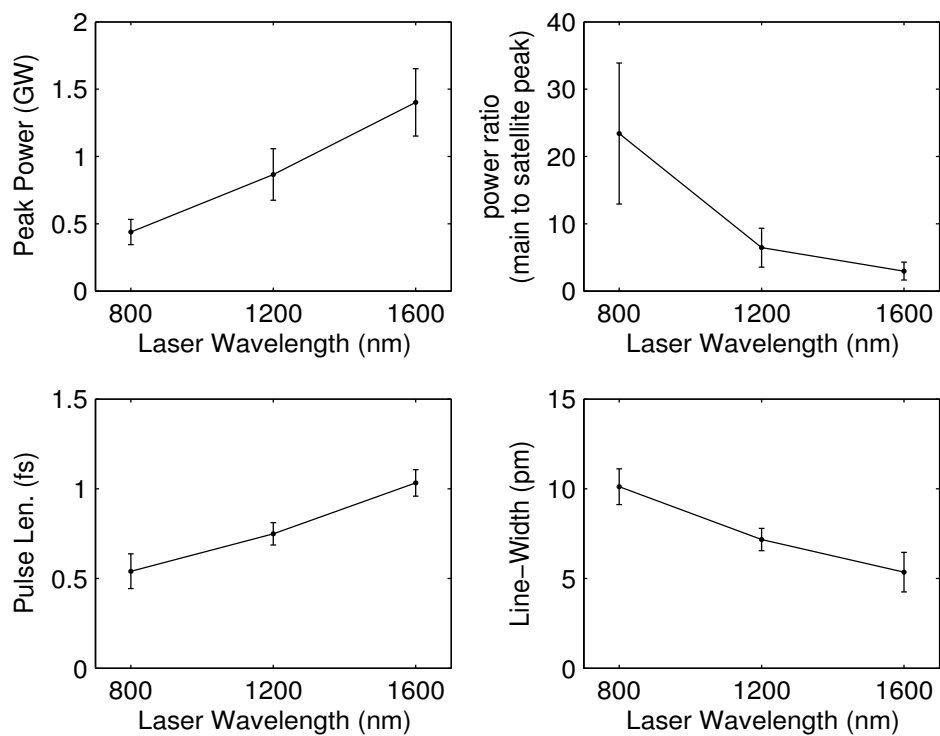 2
1.5
1
0.5
0
Peak Power (GW)
800 1200 1600
Laser Wavelength (nm)
40
30
20
10
0
power ratio
(main to satellite peak)
800 1200 1600
Laser Wavelength (nm)
1.5
1
0.5
0
Pulse Len. (fs)
800 1200 1600
Laser Wavelength (nm)
15
10
5
0
Line−Width (pm)
800 1200 1600
Laser Wavelength (nm)